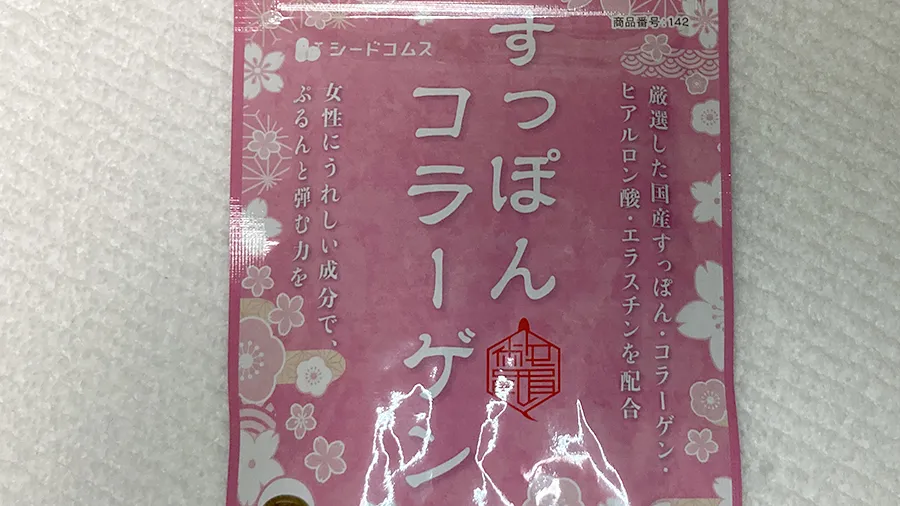 商品番号:142
シードコムス
すっぽん
コラーゲン
厳選した国産すっぽん・コラーゲン・
ヒアルロン酸・エラスチンを配合
女性にうれしい成分で、
ぷるんと弾む力を